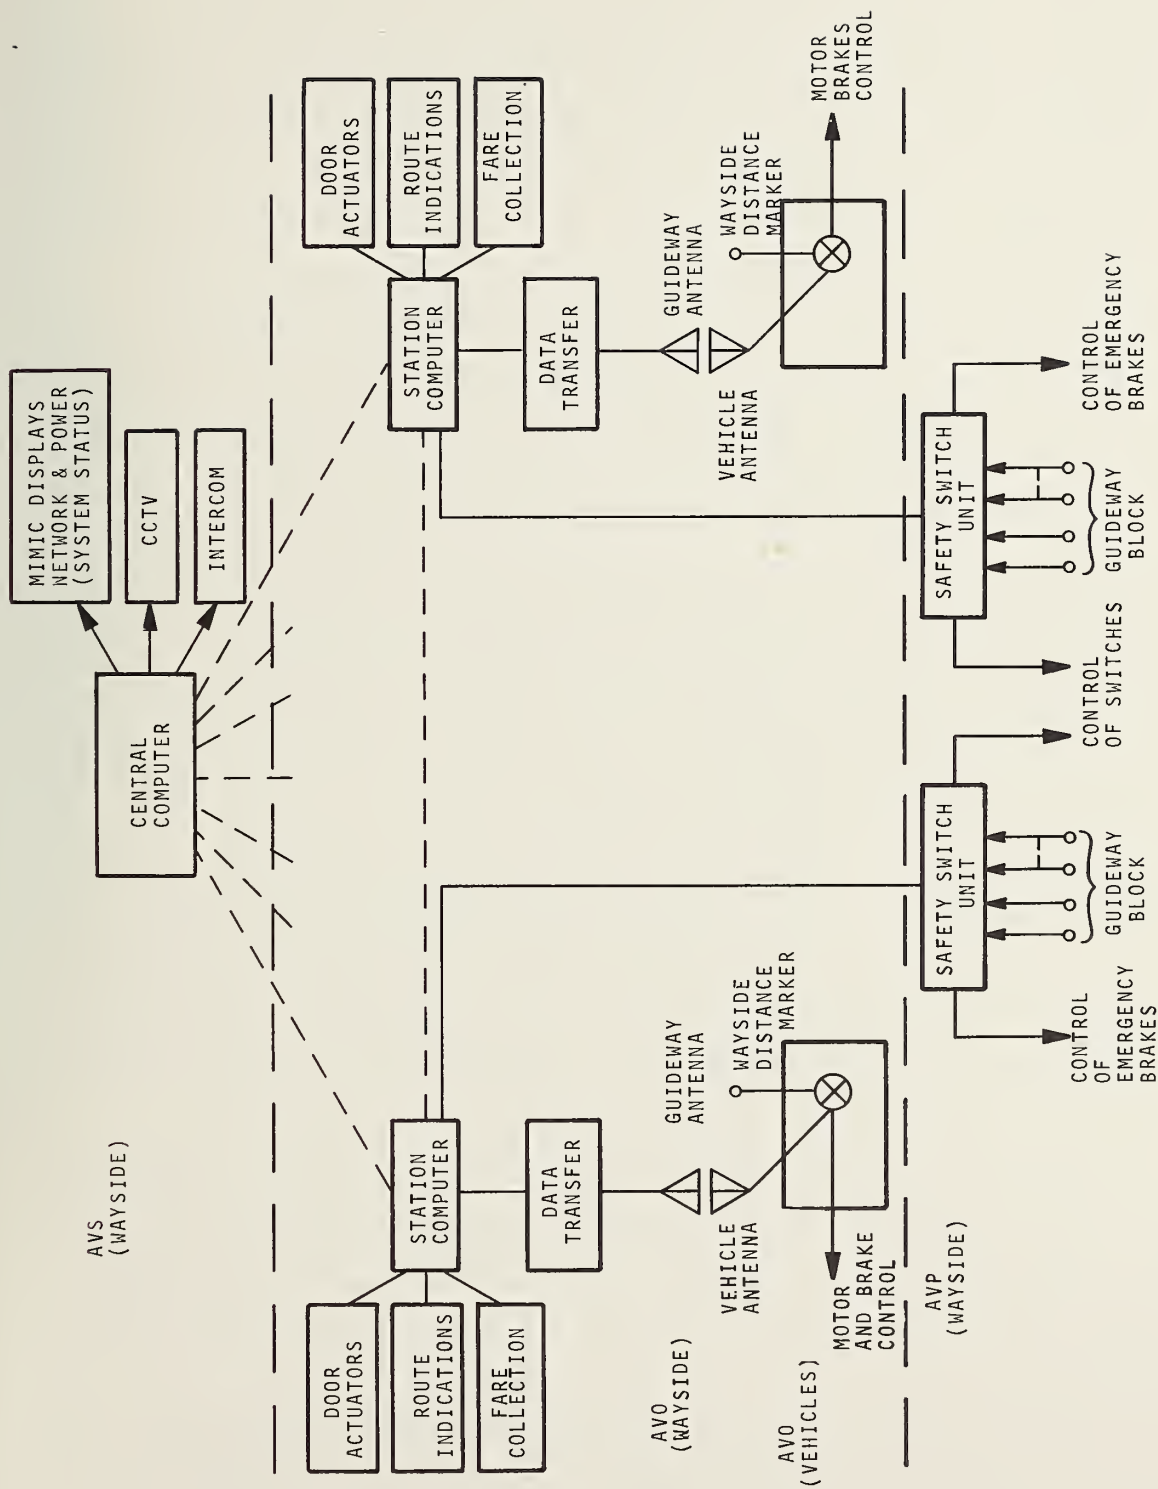 AVS
(WAYSIDE)
CENTRAL
COMPUTER
MIMIC DISPLAYS
NETWORK & POWER
(SYSTEM STATUS)
CCTV
INTERCOM
DOOR
ACTUATORS
ROUTE
INDICATIONS
FARE
COLLECTION
STATION
COMPUTER
DATA
TRANSFER
STATION
COMPUTER
DATA
TRANSFER
DOOR
ACTUATORS
ROUTE
INDICATIONS
FARE
COLLECTION
AVO
(WAYSIDE)
GUIDEWAY
ANTENNA
VEHICLE
ANTENNA
WAYSIDE
DISTANCE
MARKER
GUIDEWAY
ANTENNA
VEHICLE
ANTENNA
WAYSIDE
DISTANCE
MARKER
AVO
(VEHICLES)
MOTOR
AND BRAKE
CONTROL
MOTOR
BRAKES
CONTROL
AVP
(WAYSIDE)
SAFETY SWITCH
UNIT
SAFETY SWITCH
UNIT
CONTROL
OF
EMERGENCY
BRAKES
GUIDEWAY
BLOCK
CONTROL
OF SWITCHES
GUIDEWAY
BLOCK
CONTROL
OF EMERGENCY
BRAKES